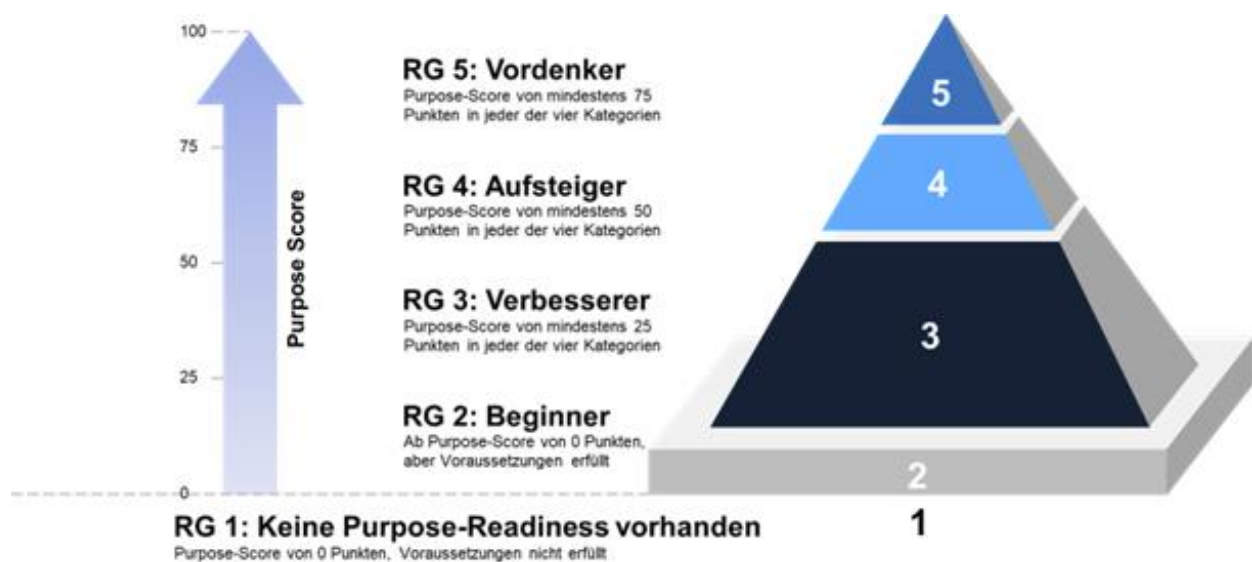 100
75
50
25
0
Purpose Score
RG 5: Vordenker
Purpose-Score von mindestens 75
Punkten in jeder der vier Kategorien
RG 4: Aufsteiger
Purpose-Score von mindestens 50
Punkten in jeder der vier Kategorien
RG 3: Verbesserer
Purpose-Score von mindestens 25
Punkten in jeder der vier Kategorien
RG 2: Beginner
Ab Purpose-Score von 0 Punkten,
aber Voraussetzungen erfüllt
RG 1: Keine Purpose-Readiness vorhanden
Purpose-Score von 0 Punkten, Voraussetzungen nicht erfüllt
5
4
3
2
1